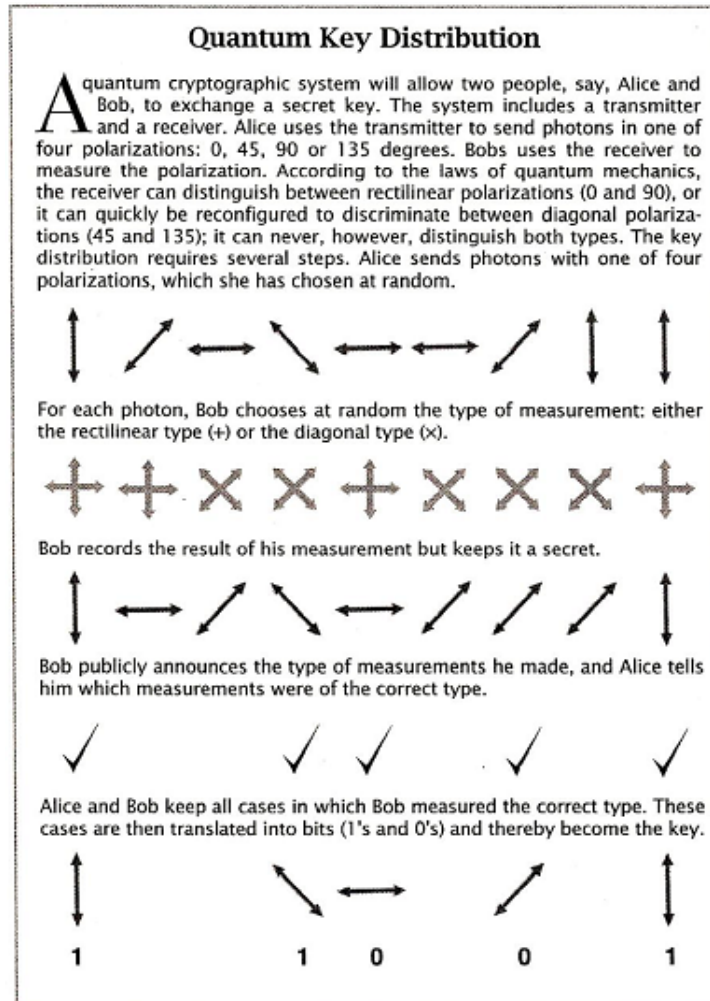 Quantum Key Distribution
A quantum cryptographic system will allow two people, say, Alice and
Bob, to exchange a secret key. The system includes a transmitter
and a receiver. Alice uses the transmitter to send photons in one of
four polarizations: 0, 45, 90 or 135 degrees. Bobs uses the receiver to
measure the polarization. According to the laws of quantum mechanics,
the receiver can distinguish between rectilinear polarizations (0 and 90), or
it can quickly be reconfigured to discriminate between diagonal polariza-
tions (45 and 135); it can never, however, distinguish both types. The key
distribution requires several steps. Alice sends photons with one of four
polarizations, which she has chosen at random.
For each photon, Bob chooses at random the type of measurement: either
the rectilinear type (+) or the diagonal type (×).
Bob records the result of his measurement but keeps it a secret.
Bob publicly announces the type of measurements he made, and Alice tells
him which measurements were of the correct type.
Alice and Bob keep all cases in which Bob measured the correct type. These
cases are then translated into bits (1's and 0's) and thereby become the key.
1 1 0 0 1